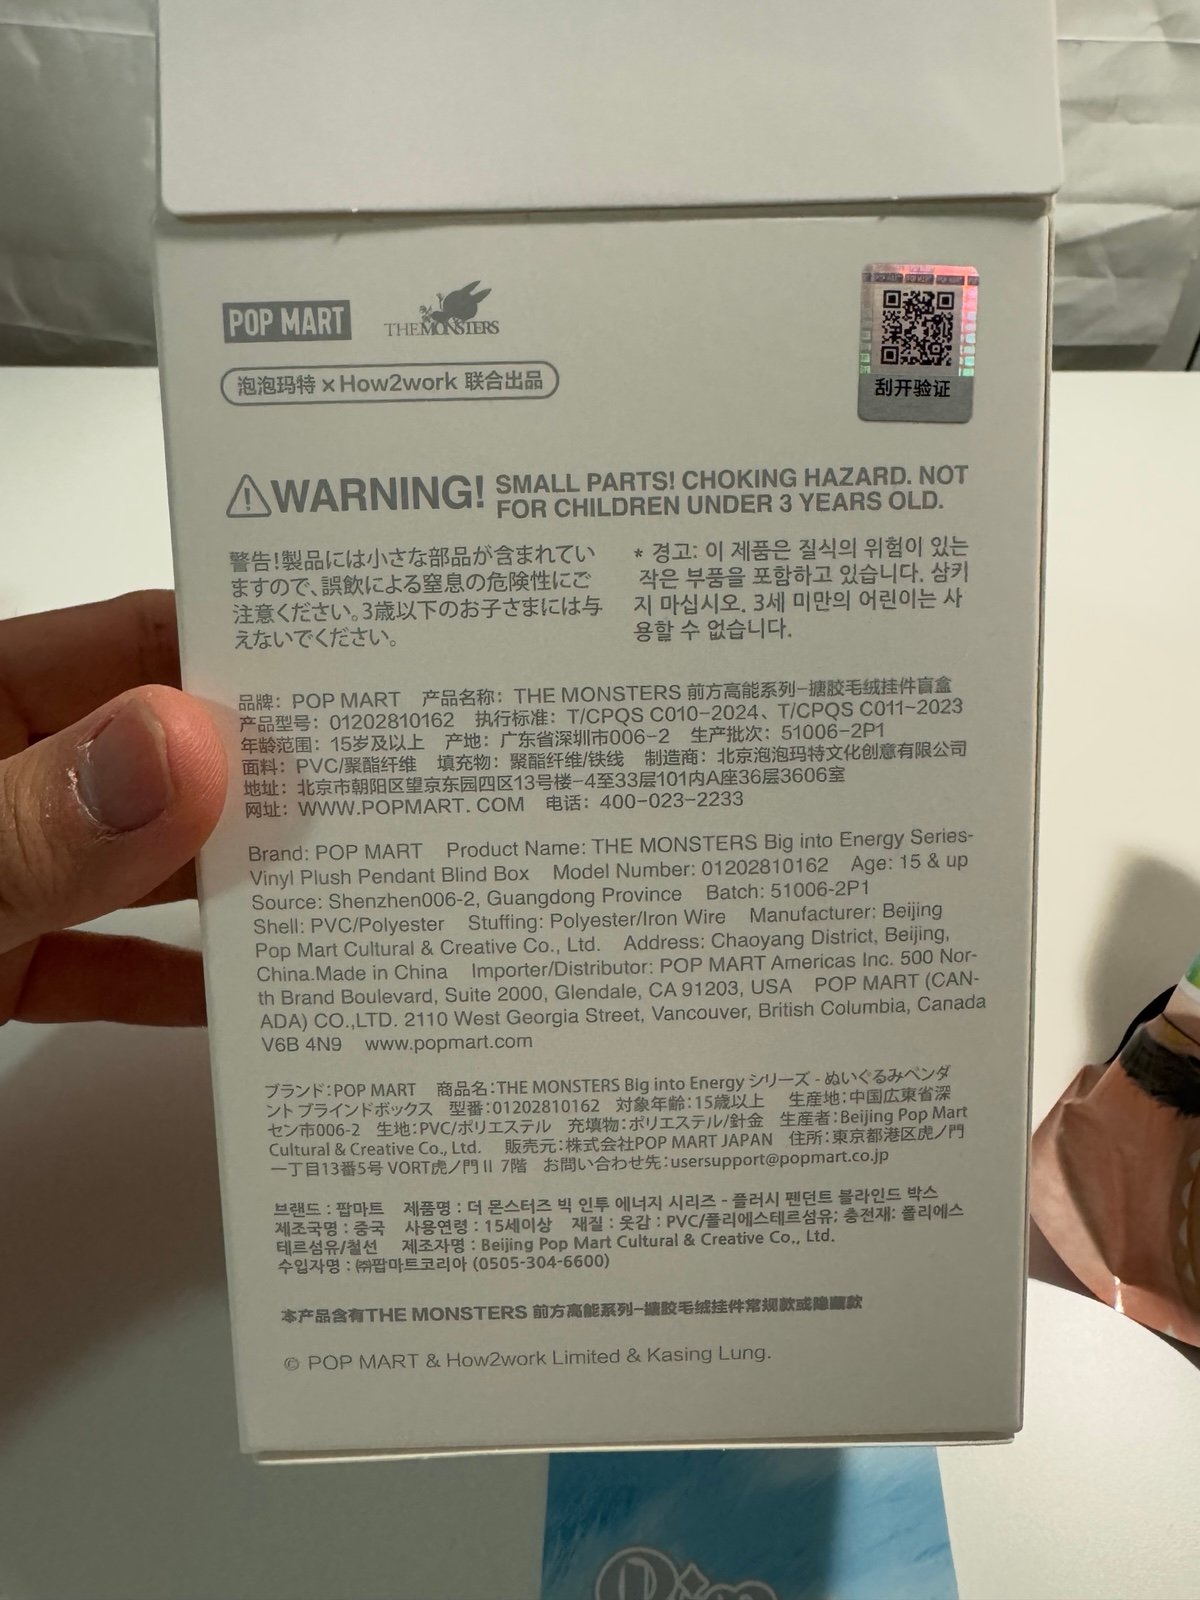 POP MART
THE MONSTERS
泡泡玛特 × How2work 联合出品
刮开验证
WARNING! SMALL PARTS! CHOKING HAZARD. NOT
FOR CHILDREN UNDER 3 YEARS OLD.
警告!製品には小さな部品が含まれてい
ますので、誤飲による窒息の危険性にご
注意ください。3歳以下のお子さまには与
えないでください。
* 경고: 이 제품은 질식의 위험이 있는
작은 부품을 포함하고 있습니다. 삼키
지 마십시오. 3세 미만의 어린이는 사
용할 수 없습니다.
品牌：POP MART 产品名称：THE MONSTERS 前方高能系列-搪胶毛绒挂件盲盒
产品型号：01202810162 执行标准：T/CPQS C010-2024、T/CPQS C011-2023
年龄范围：15岁及以上 产地：广东省深圳市006-2 生产批次：51006-2P1
面料：PVC/聚酯纤维 填充物：聚酯纤维/铁线 制造商：北京泡泡玛特文化创意有限公司
地址：北京市朝阳区望京东园四区13号楼-4至33层101内A座36层3606室
网址：WWW.POPMART.COM 电话：400-023-2233
Brand: POP MART Product Name: THE MONSTERS Big into Energy Series-
Vinyl Plush Pendant Blind Box Model Number: 01202810162 Age: 15 & up
Source: Shenzhen006-2, Guangdong Province Batch: 51006-2P1
Shell: PVC/Polyester Stuffing: Polyester/Iron Wire Manufacturer: Beijing
Pop Mart Cultural & Creative Co., Ltd. Address: Chaoyang District, Beijing,
China.Made in China Importer/Distributor: POP MART Americas Inc. 500 Nor-
th Brand Boulevard, Suite 2000, Glendale, CA 91203, USA POP MART (CAN-
ADA) CO.,LTD. 2110 West Georgia Street, Vancouver, British Columbia, Canada
V6B 4N9 www.popmart.com
ブランド：POP MART 商品名：THE MONSTERS Big into Energy シリーズ - ぬいぐるみペンダ
ント ブラインドボックス 型番：01202810162 対象年齢：15歳以上 生産地：中国広東省深
セン市006-2 生地：PVC/ポリエステル 充填物：ポリエステル/針金 生産者：Beijing Pop Mart
Cultural & Creative Co., Ltd. 販売元：株式会社POP MART JAPAN 住所：東京都港区虎ノ門
一丁目13番5号 VORT虎ノ門Ⅱ 7階 お問い合わせ先：usersupport@popmart.co.jp
브랜드 : 팝마트 제품명 : 더 몬스터즈 빅 인투 에너지 시리즈 - 플러시 펜던트 블라인드 박스
제조국명 : 중국 사용연령 : 15세이상 재질 : 옷감 : PVC/폴리에스테르섬유; 충전재: 폴리에스
테르섬유/철선 제조자명 : Beijing Pop Mart Cultural & Creative Co., Ltd.
수입자명 : ㈜팝마트코리아 (0505-304-6600)
本产品含有THE MONSTERS 前方高能系列-搪胶毛绒挂件常规款或隐藏款
© POP MART & How2work Limited & Kasing Lung.